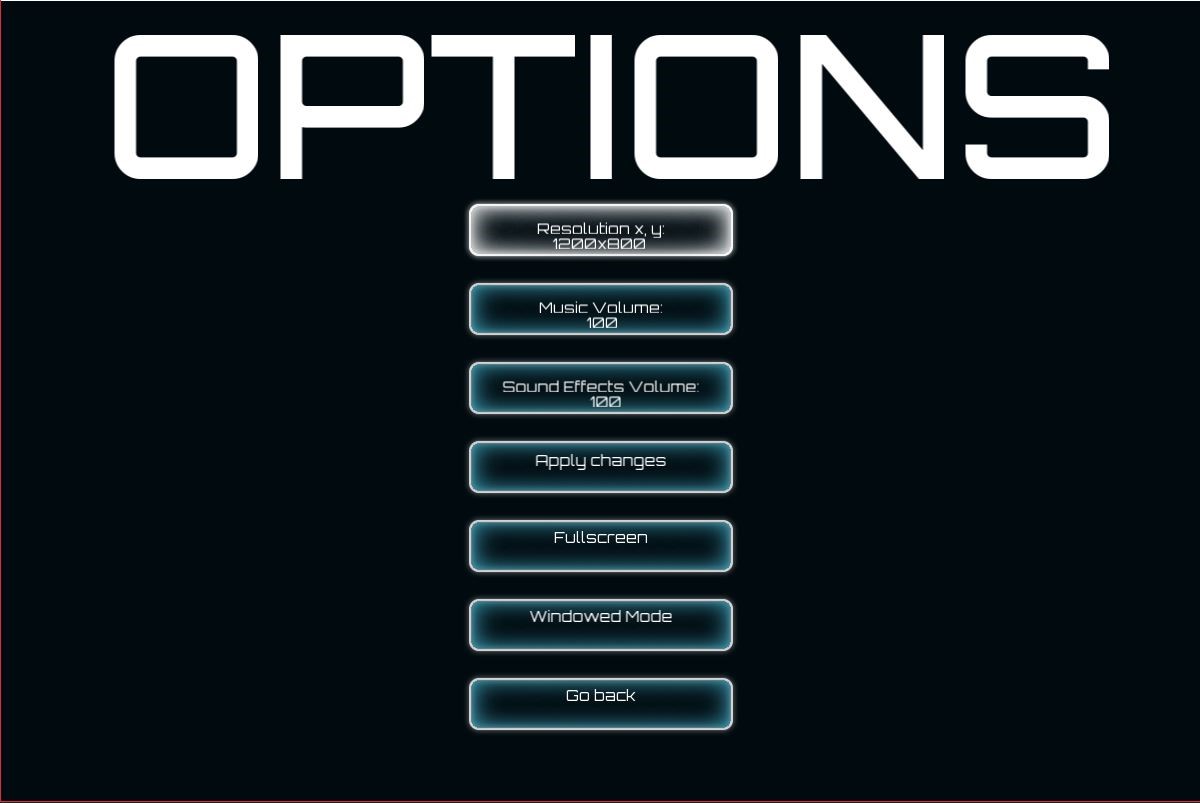 OPTIONS
Resolution x, y:
1200x800
Music Volume:
100
Sound Effects Volume:
100
Apply changes
Fullscreen
Windowed Mode
Go back